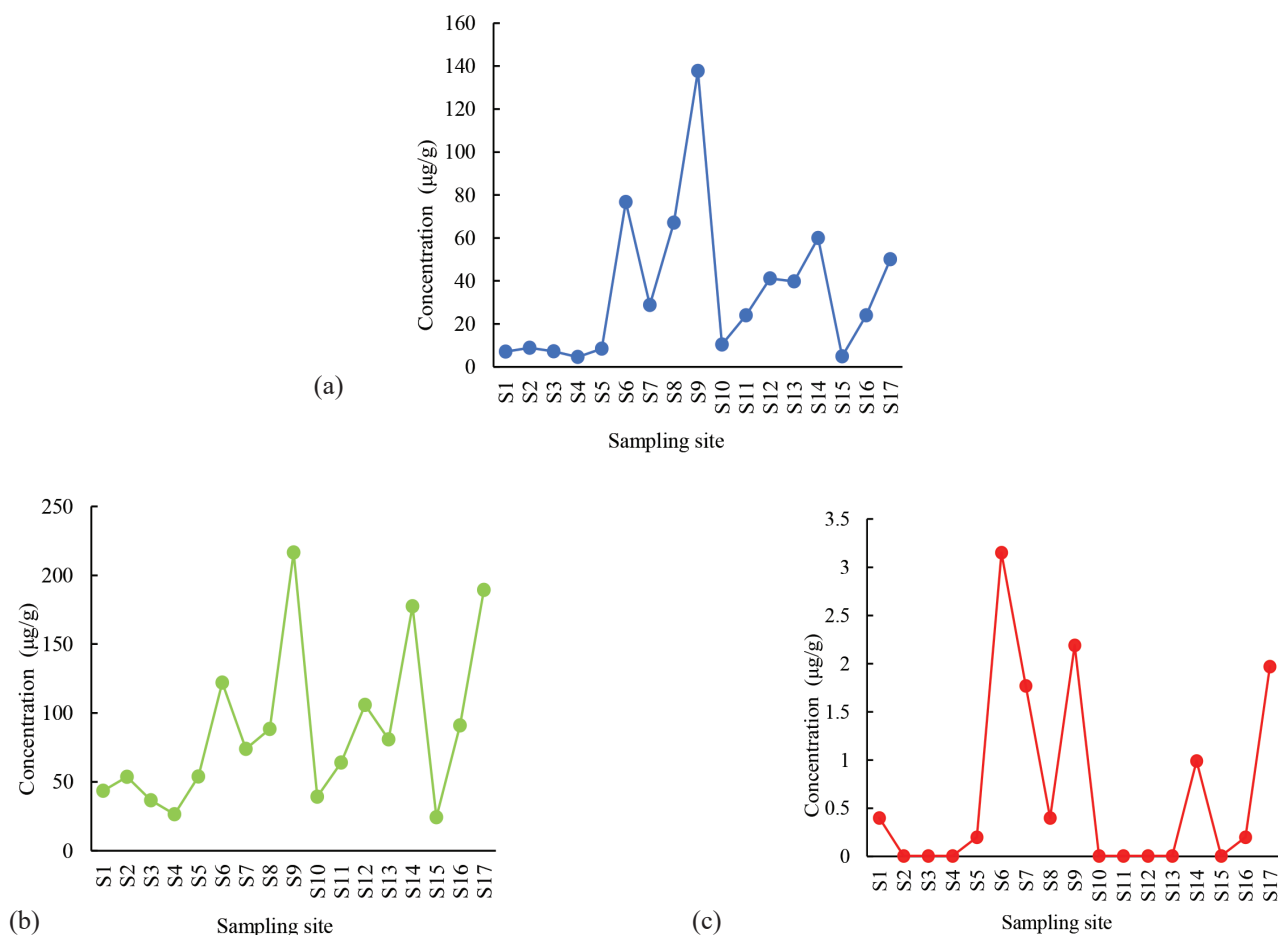 160
140
120
100
80
60
40
20
0
Concentration (µg/g)
S1 S2 S3 S4 S5 S6 S7 S8 S9 S10 S11 S12 S13 S14 S15 S16 S17
Sampling site
(a)
250
200
150
100
50
0
Concentration (µg/g)
S1 S2 S3 S4 S5 S6 S7 S8 S9 S10 S11 S12 S13 S14 S15 S16 S17
Sampling site
(b)
3.5
3
2.5
2
1.5
1
0.5
0
Concentration (µg/g)
S1 S2 S3 S4 S5 S6 S7 S8 S9 S10 S11 S12 S13 S14 S15 S16 S17
Sampling site
(c)